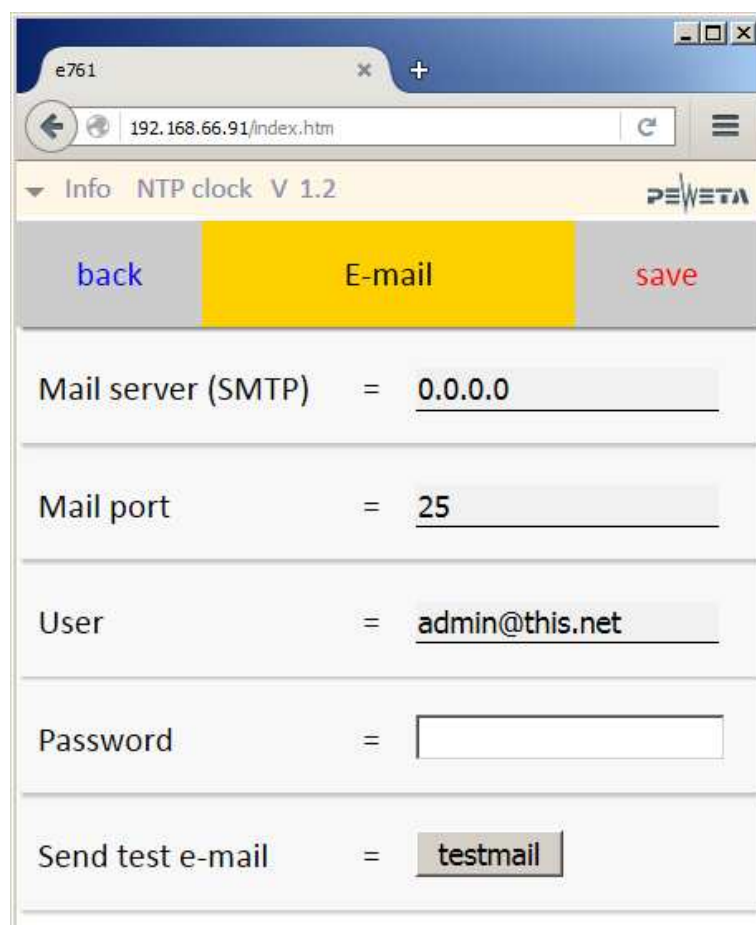 e761
192.168.66.91/index.htm
Info NTP clock V 1.2
PEWETA
back E-mail save
Mail server (SMTP) = 0.0.0.0
Mail port = 25
User = admin@this.net
Password =
Send test e-mail = testmail